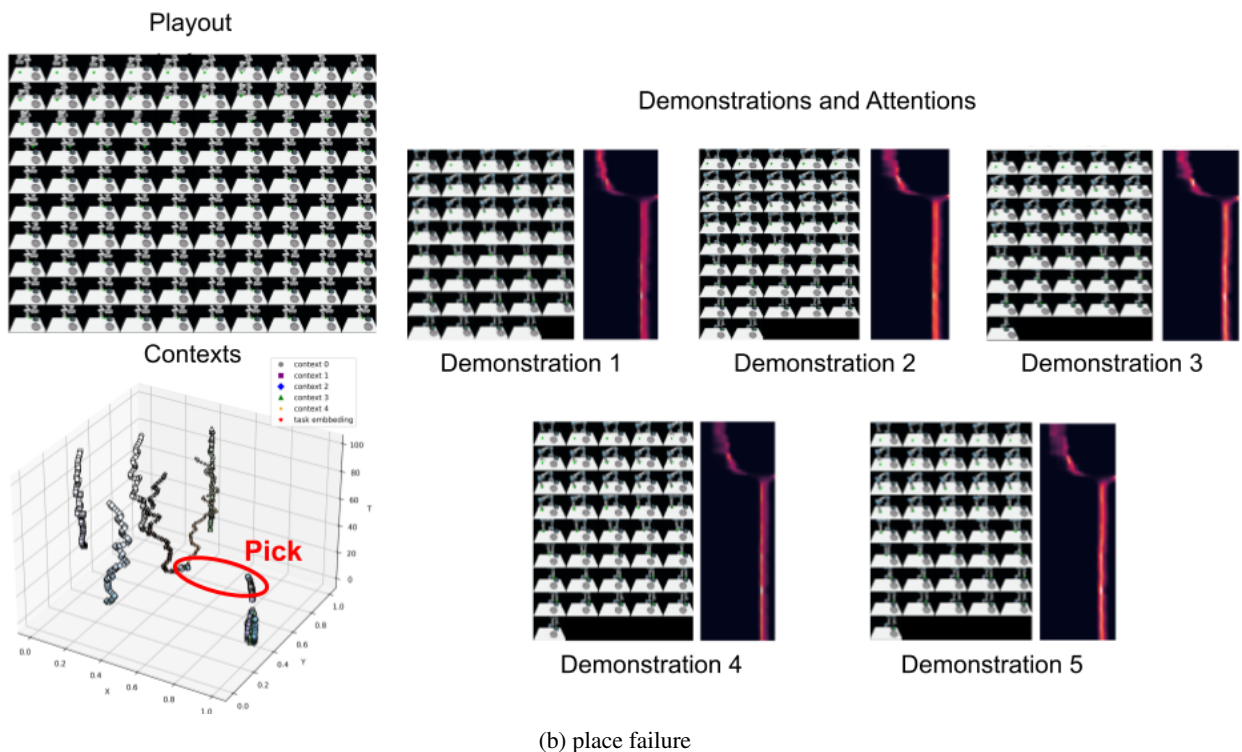 Playout
Demonstrations and Attentions
Demonstration 1
Demonstration 2
Demonstration 3
Demonstration 4
Demonstration 5
Contexts
context 0
context 1
context 2
context 3
context 4
task embbeding
Pick
100
80
60
40
20
0
T
0.0
0.2
0.4
0.6
0.8
1.0
X
0.0
0.2
0.4
0.6
0.8
1.0
Y
(b) place failure